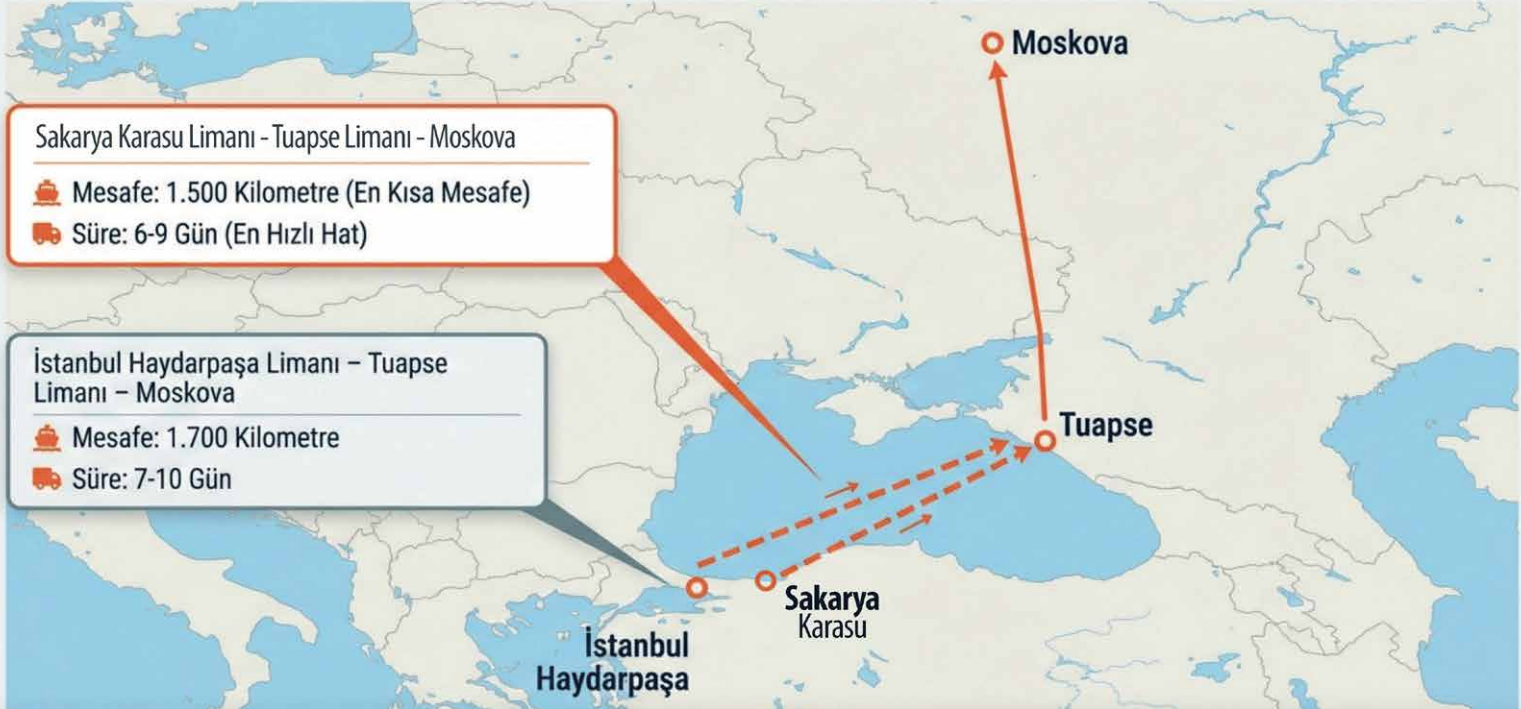 Moskova
Sakarya Karasu Limanı - Tuapse Limanı - Moskova
Mesafe: 1.500 Kilometre (En Kısa Mesafe)
Süre: 6-9 Gün (En Hızlı Hat)
İstanbul Haydarpaşa Limanı – Tuapse
Limanı – Moskova
Mesafe: 1.700 Kilometre
Süre: 7-10 Gün
Tuapse
Sakarya
Karasu
İstanbul
Haydarpaşa